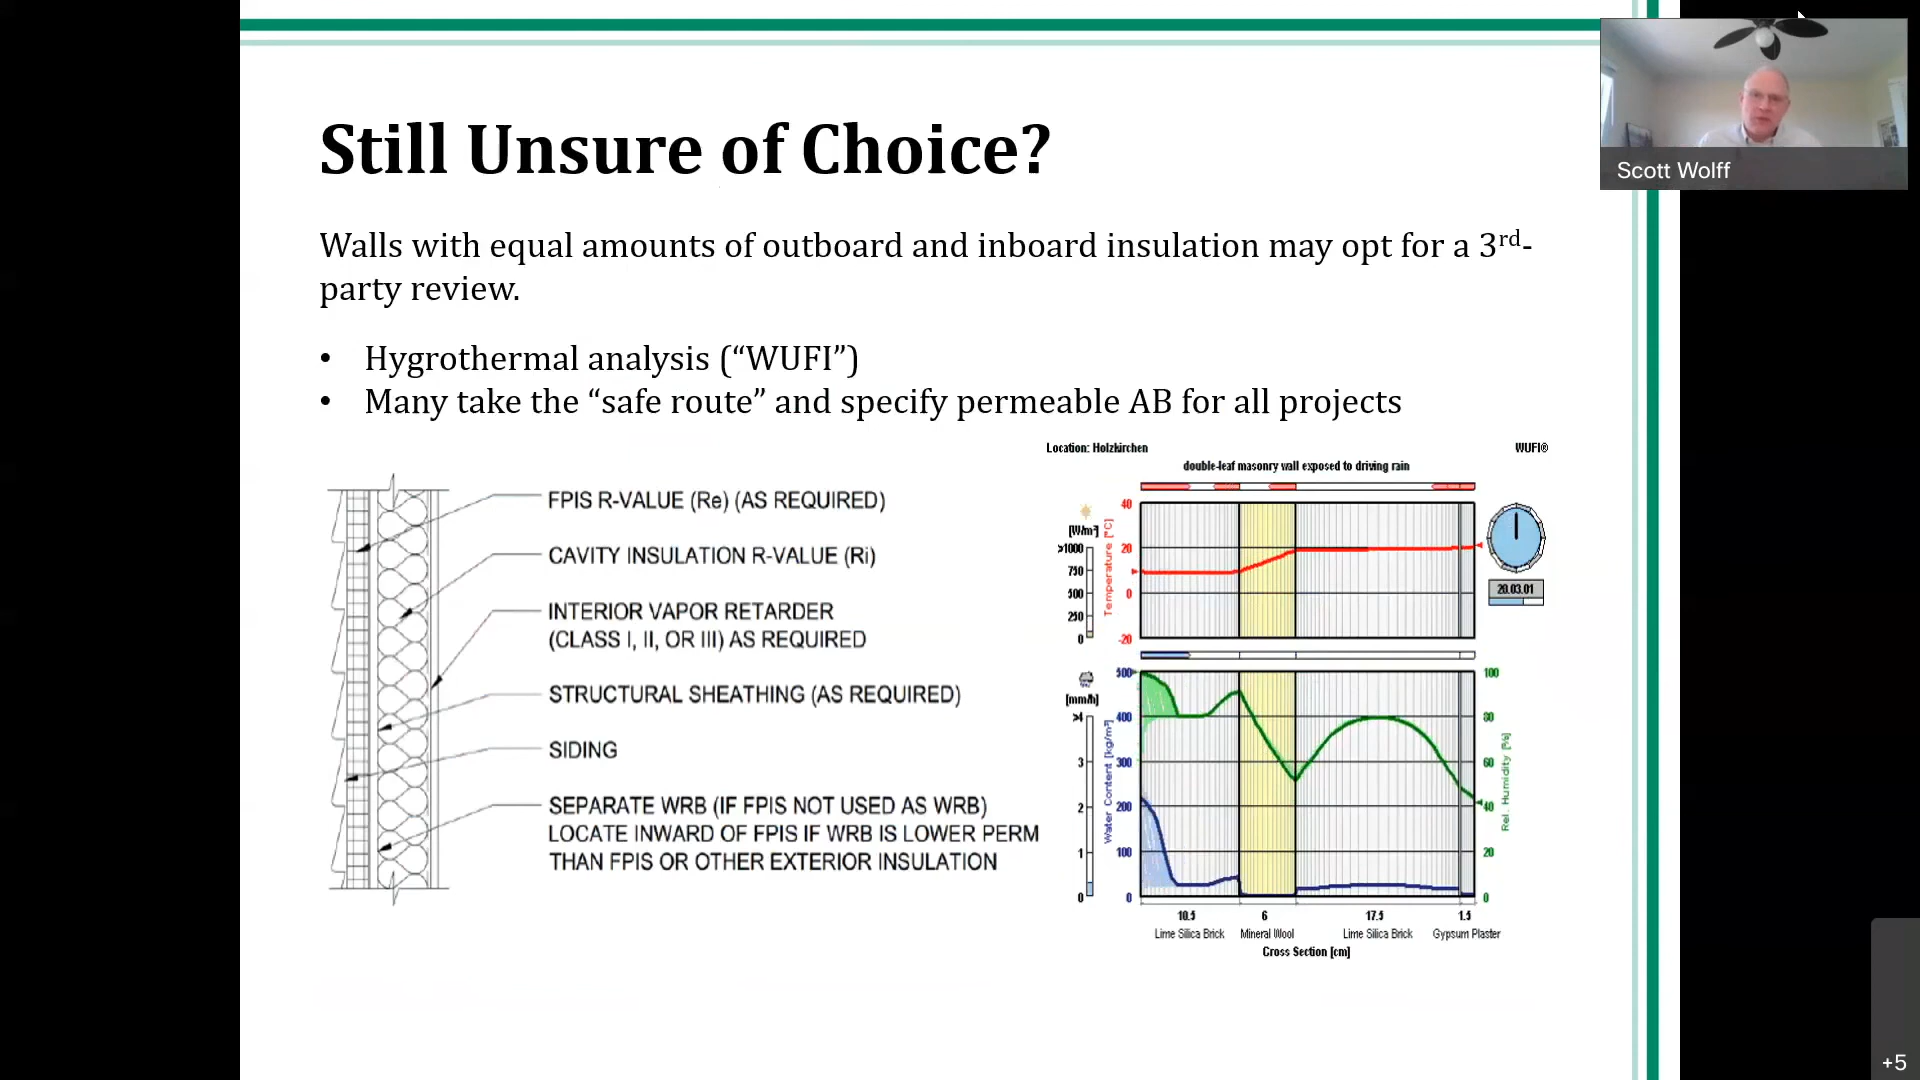 Still Unsure of Choice?
Scott Wolff
Walls with equal amounts of outboard and inboard insulation may opt for a 3rd-
party review.
• Hygrothermal analysis (“WUFI”)
• Many take the “safe route” and specify permeable AB for all projects
FPIS R-VALUE (Re) (AS REQUIRED)
CAVITY INSULATION R-VALUE (Ri)
INTERIOR VAPOR RETARDER
(CLASS I, II, OR III) AS REQUIRED
STRUCTURAL SHEATHING (AS REQUIRED)
SIDING
SEPARATE WRB (IF FPIS NOT USED AS WRB)
LOCATE INWARD OF FPIS IF WRB IS LOWER PERM
THAN FPIS OR OTHER EXTERIOR INSULATION
Location: Holzkirchen
WUFI®
double-leaf masonry wall exposed to driving rain
[W/m²]
>1000
750
500
250
0
Temperature [°C]
40
20
0
-20
20.03.01
[mm/h]
>4
3
2
1
0
Water Content [kg/m³]
500
400
300
200
100
0
100
80
60
40
20
0
Rel. Humidity [%]
10.5 6 17.5 1.5
Lime Silica Brick Mineral Wool Lime Silica Brick Gypsum Plaster
Cross Section [cm]
+5